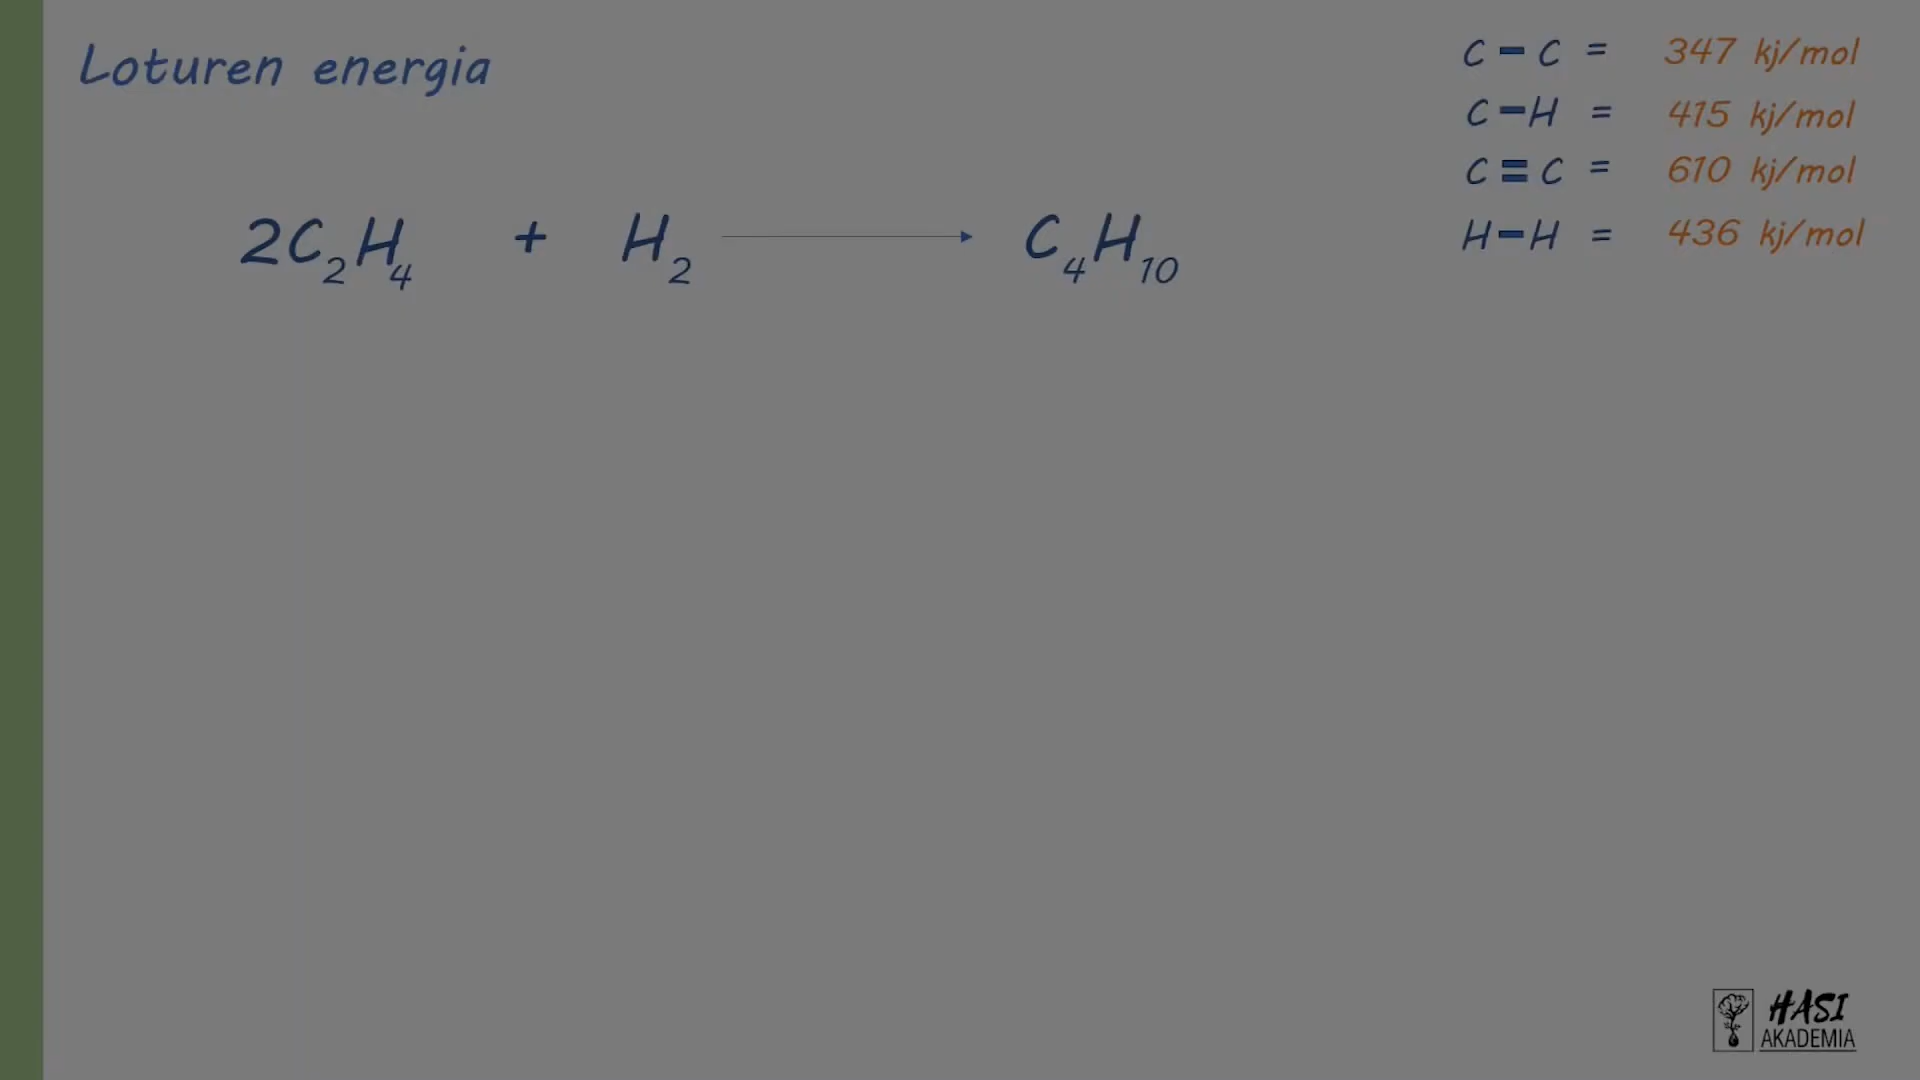 Loturen energia
C - C = 347 kj/mol
C - H = 415 kj/mol
C = C = 610 kj/mol
H - H = 436 kj/mol
2C₂H₄ + H₂ → C₄H₁₀
HASI
AKADEMIA